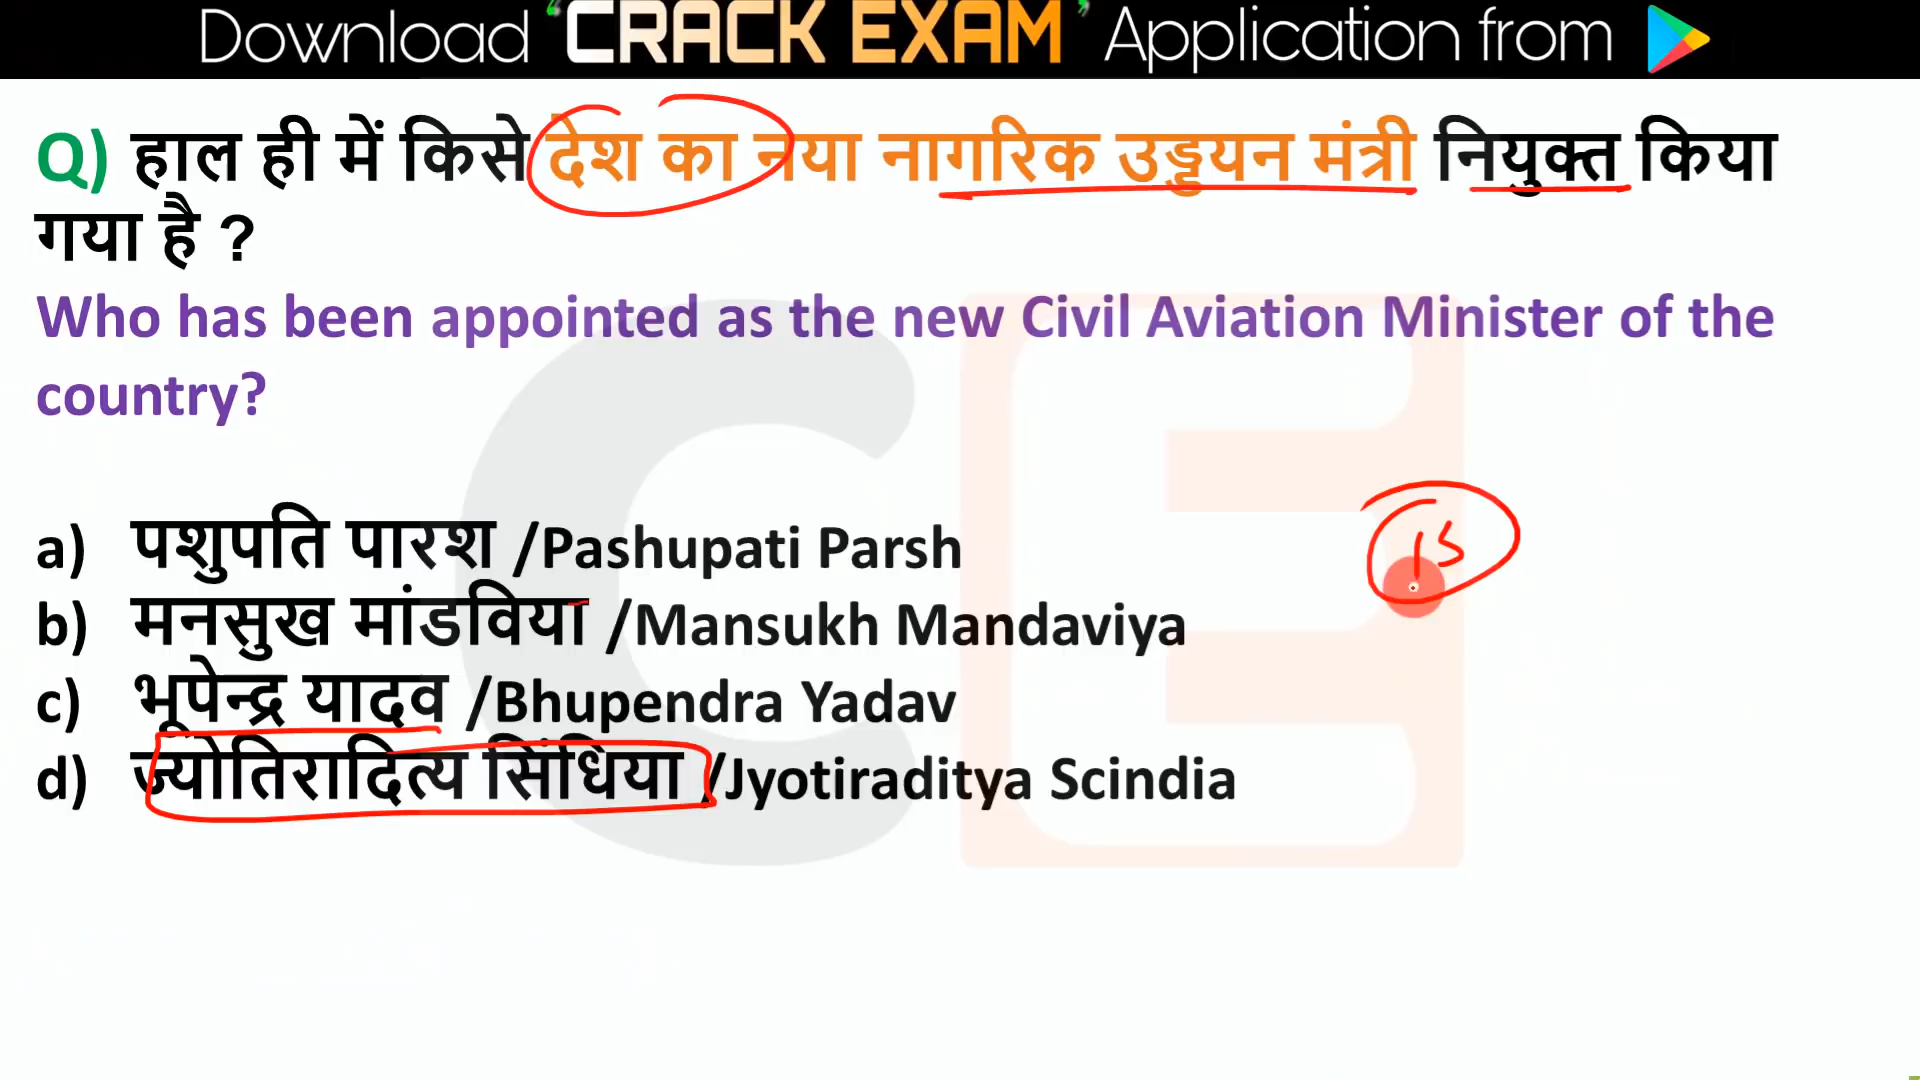 Download 'CRACK EXAM' Application from
Q) हाल ही में किसे देश का नया नागरिक उड्डयन मंत्री नियुक्त किया
गया है ?
Who has been appointed as the new Civil Aviation Minister of the
country?
a) पशुपति पारश /Pashupati Parsh
b) मनसुख मांडविया /Mansukh Mandaviya
15
c) भूपेन्द्र यादव /Bhupendra Yadav
d) ज्योतिरादित्य सिंधिया /Jyotiraditya Scindia
CE